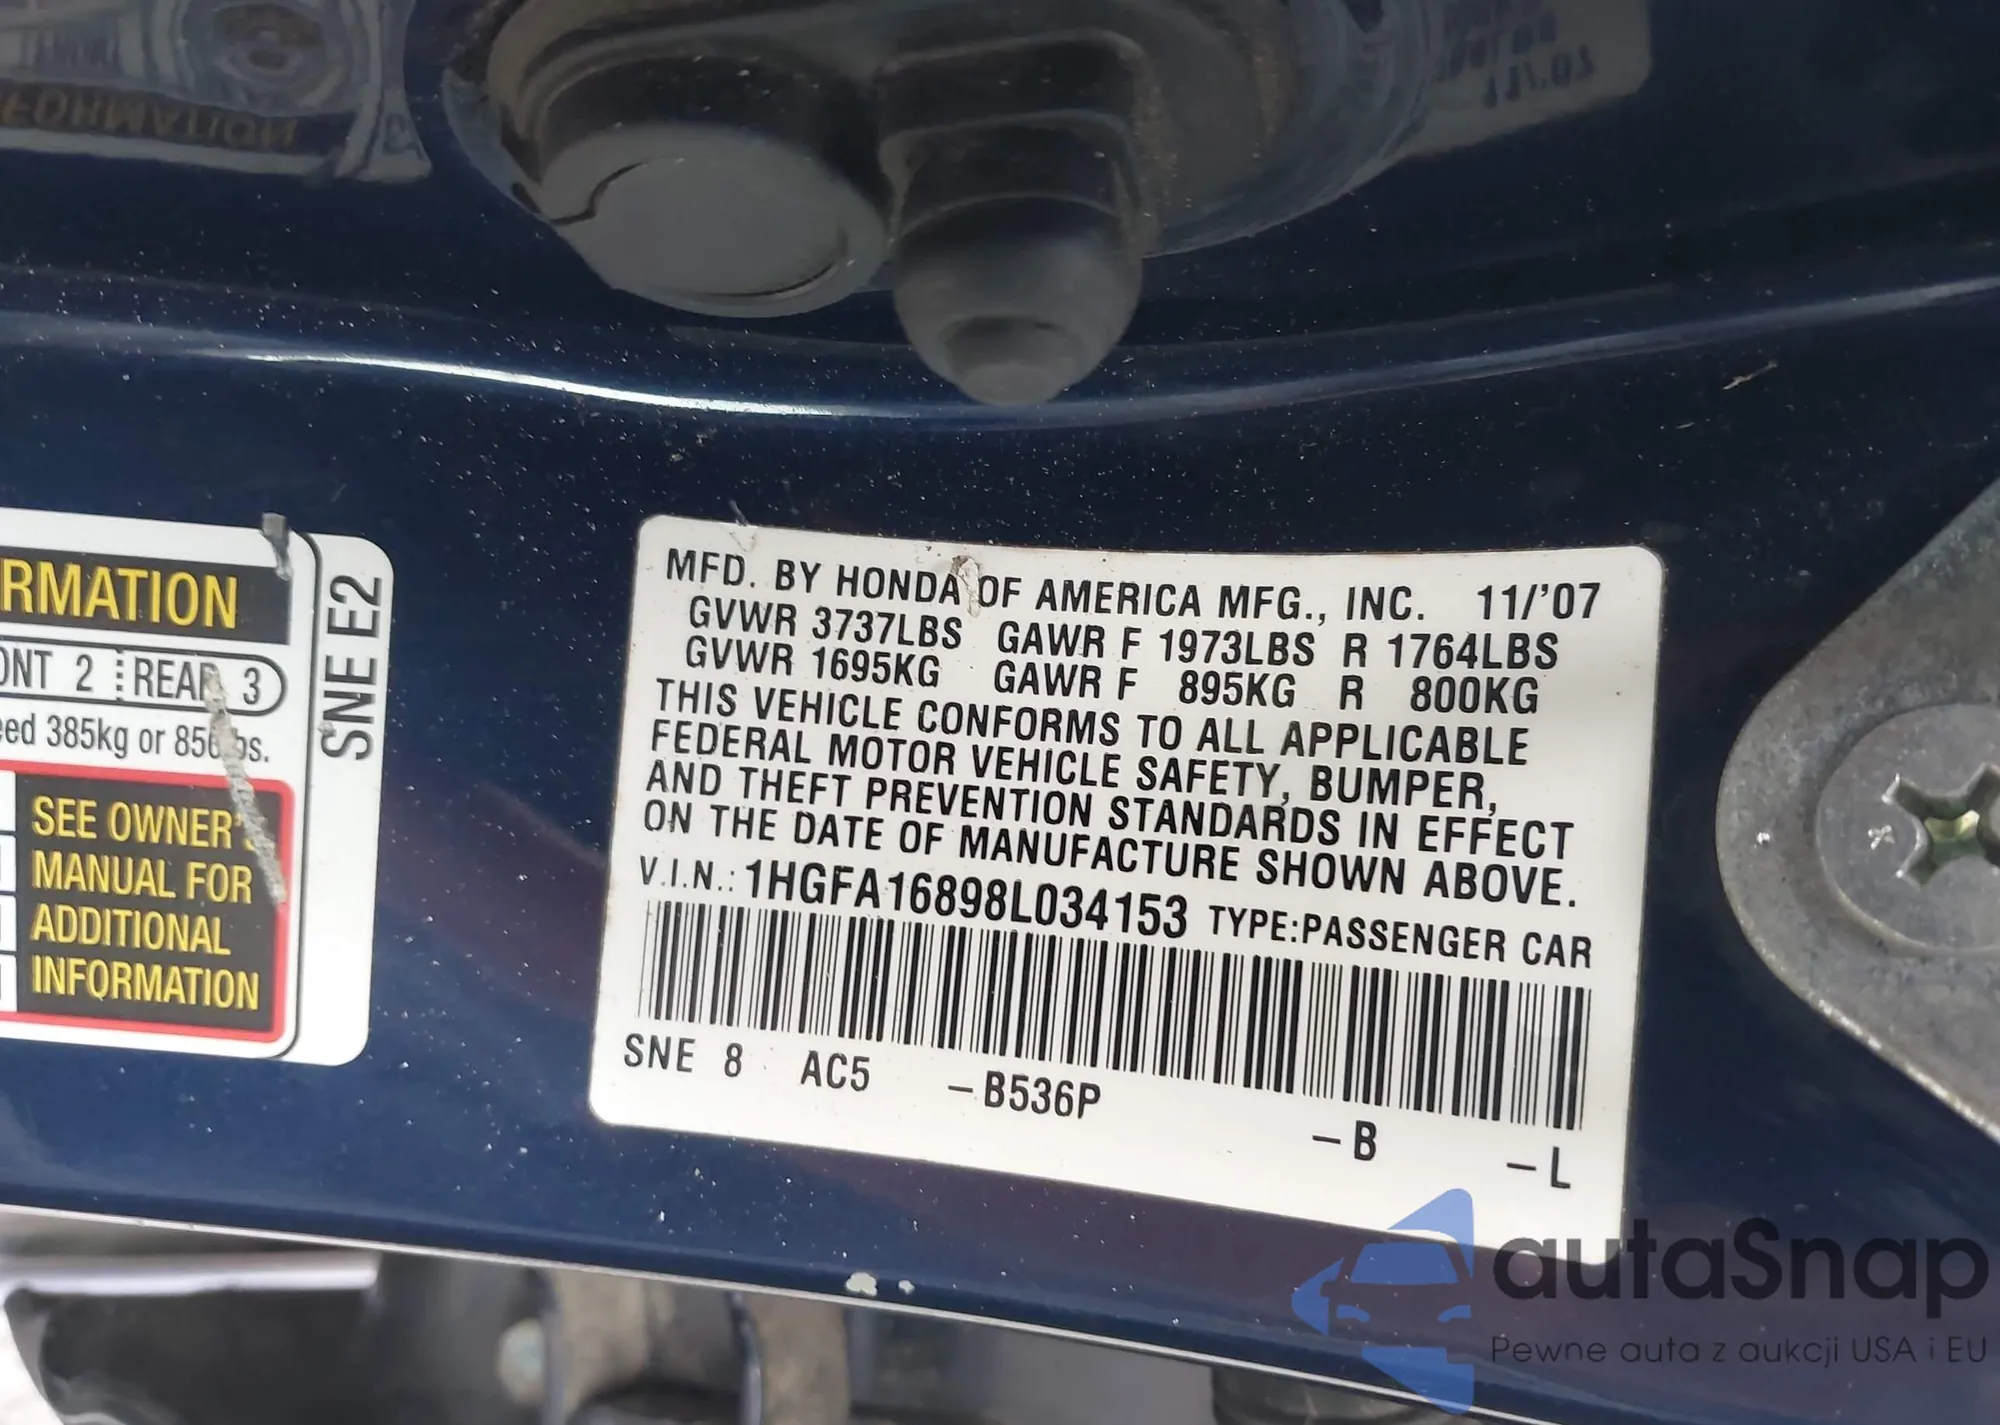 RMATION
ONT 2 REAR 3
eed 385kg or 850lbs.
SEE OWNER'S
MANUAL FOR
ADDITIONAL
INFORMATION
SNE E2
MFD. BY HONDA OF AMERICA MFG., INC. 11/'07
GVWR 3737LBS GAWR F 1973LBS R 1764LBS
GVWR 1695KG GAWR F 895KG R 800KG
THIS VEHICLE CONFORMS TO ALL APPLICABLE
FEDERAL MOTOR VEHICLE SAFETY, BUMPER,
AND THEFT PREVENTION STANDARDS IN EFFECT
ON THE DATE OF MANUFACTURE SHOWN ABOVE.
V.I.N.: 1HGFA16898L034153 TYPE:PASSENGER CAR
SNE 8 AC5 -B536P -B -L
autaSnap
Pewne auta z aukcji USA i EU